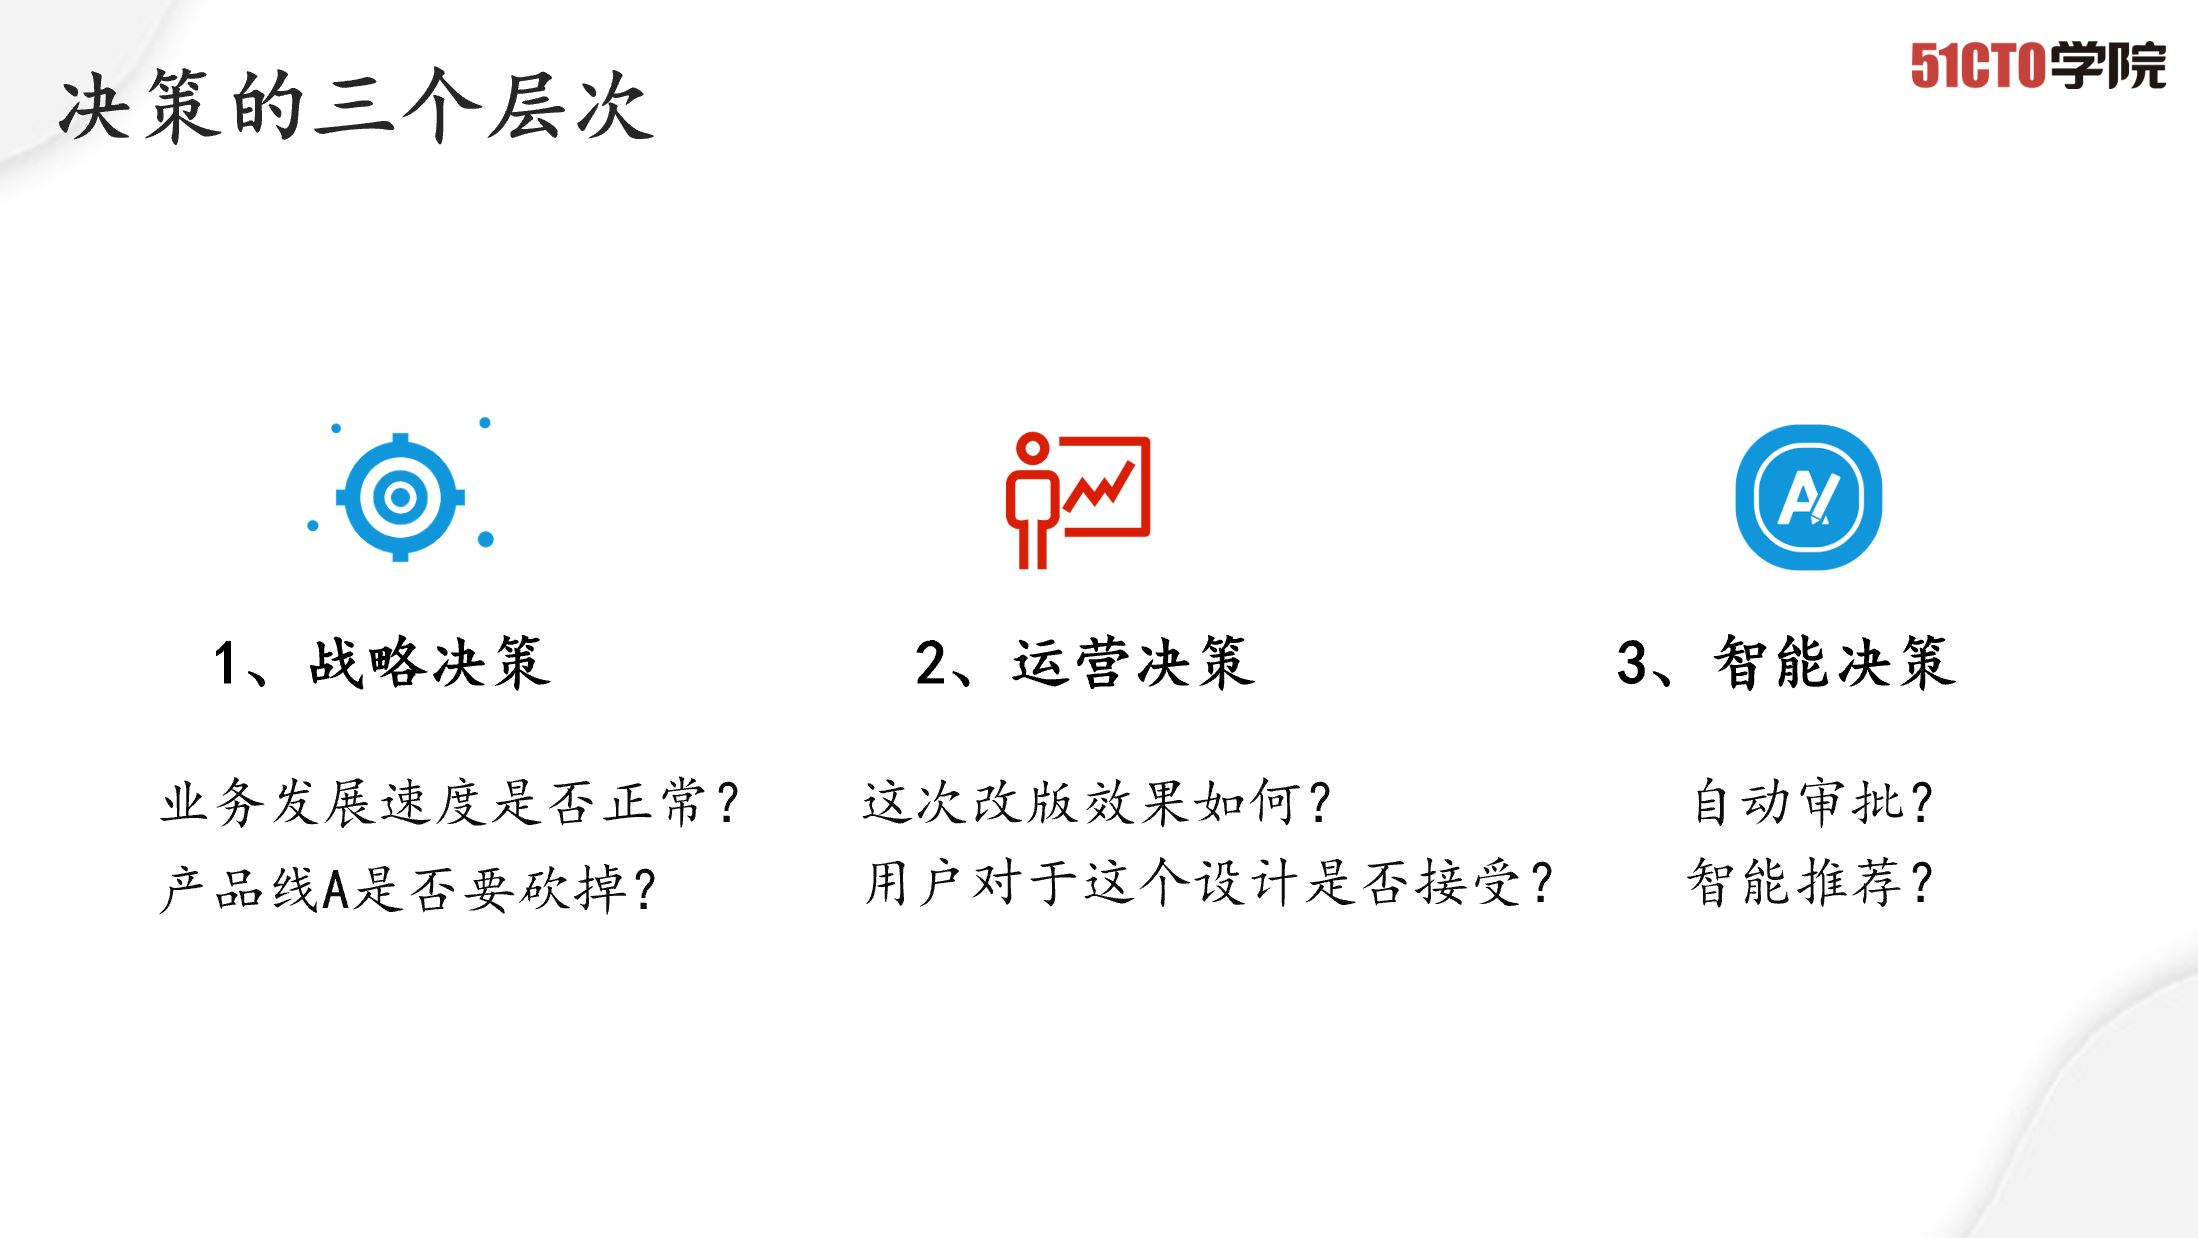 决策的三个层次
51CTO学院
AI
1、战略决策
业务发展速度是否正常？
产品线A是否要砍掉？
2、运营决策
这次改版效果如何？
用户对于这个设计是否接受？
3、智能决策
自动审批？
智能推荐？